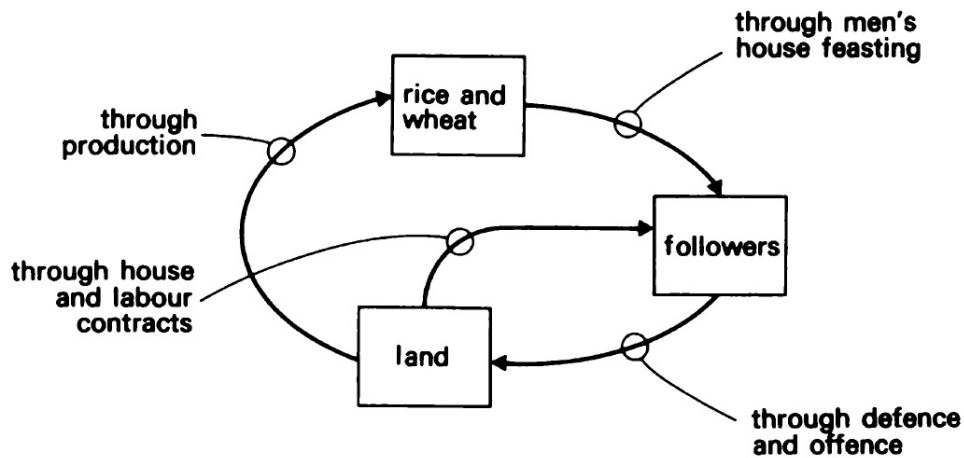 through men's
house feasting
rice and
wheat
through
production
followers
through house
and labour
contracts
land
through defence
and offence